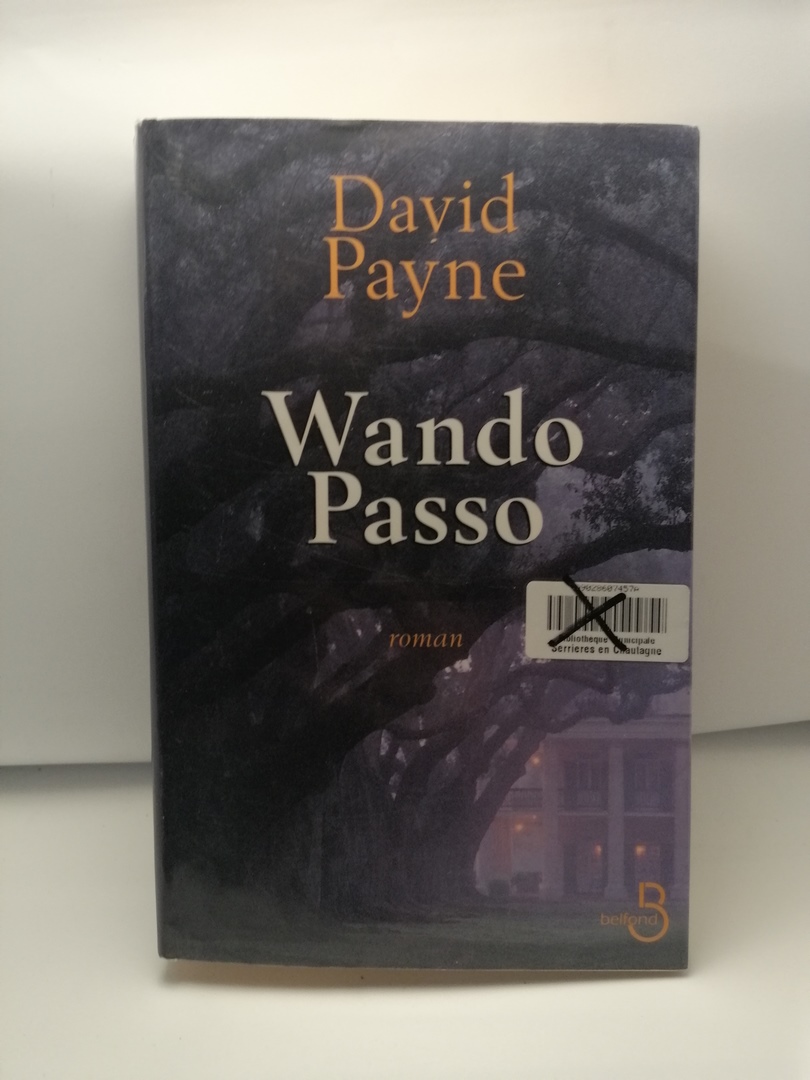 David
Payne
Wando
Passo
roman
Serrieres en Chautagne
belfond